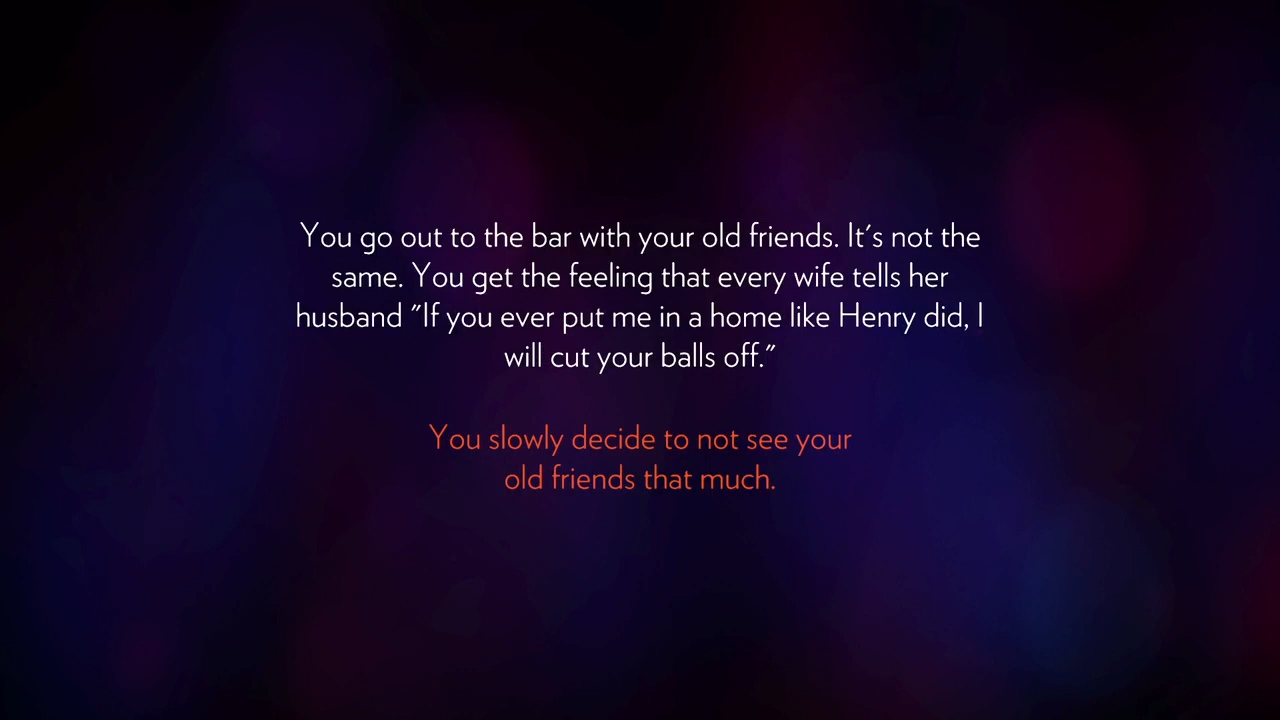 You go out to the bar with your old friends. It's not the
same. You get the feeling that every wife tells her
husband "If you ever put me in a home like Henry did, I
will cut your balls off."
You slowly decide to not see your
old friends that much.